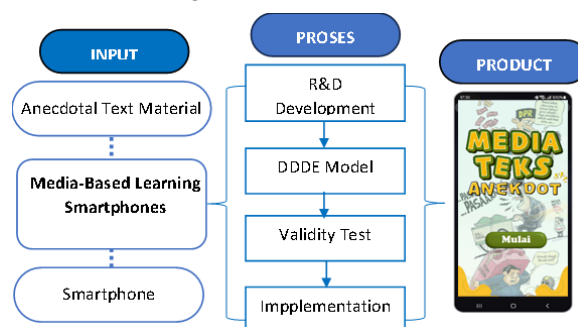 INPUT
Anecdotal Text Material
Media-Based Learning
Smartphones
Smartphone
PROSES
R&D
Development
DDDE Model
Validity Test
Impplementation
PRODUCT
DPR
MEDIA
TEKS
ANEKDOT
Mulai